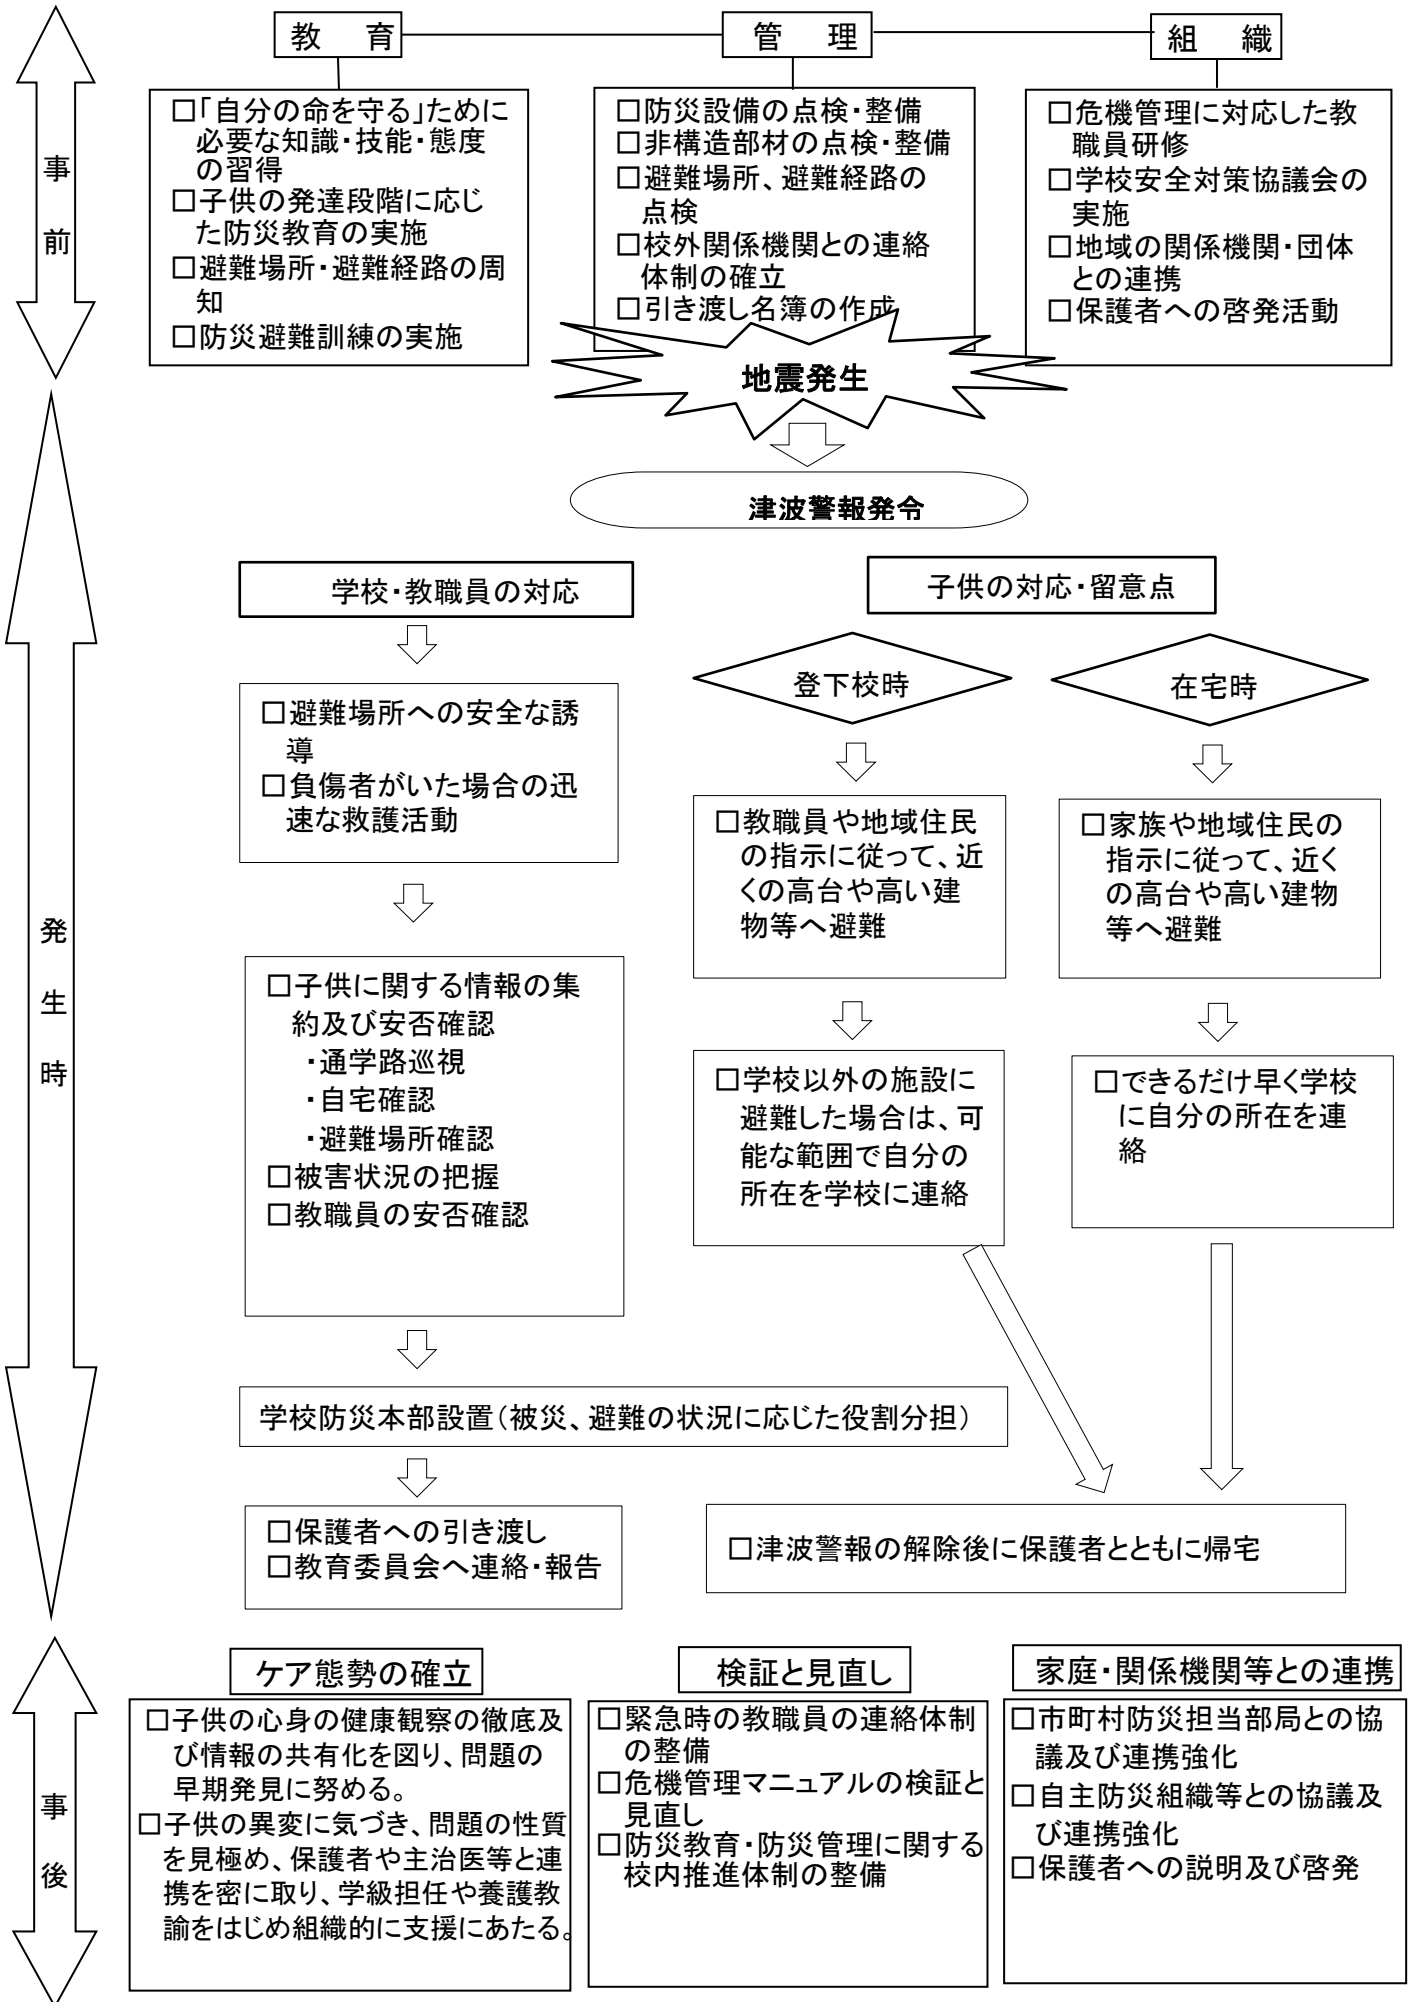 教　育
管　理
組　織
事前
□「自分の命を守る」ために
必要な知識・技能・態度
の習得
□子供の発達段階に応じ
た防災教育の実施
□避難場所・避難経路の周
知
□防災避難訓練の実施
□防災設備の点検・整備
□非構造部材の点検・整備
□避難場所、避難経路の
点検
□校外関係機関との連絡
体制の確立
□引き渡し名簿の作成
□危機管理に対応した教
職員研修
□学校安全対策協議会の
実施
□地域の関係機関・団体
との連携
□保護者への啓発活動
地震発生
津波警報発令
発生時
学校・教職員の対応
□避難場所への安全な誘
導
□負傷者がいた場合の迅
速な救護活動
□子供に関する情報の集
約及び安否確認
・通学路巡視
・自宅確認
・避難場所確認
□被害状況の把握
□教職員の安否確認
子供の対応・留意点
登下校時
□教職員や地域住民
の指示に従って、近
くの高台や高い建
物等へ避難
□学校以外の施設に
避難した場合は、可
能な範囲で自分の
所在を学校に連絡
在宅時
□家族や地域住民の
指示に従って、近く
の高台や高い建物
等へ避難
□できるだけ早く学校
に自分の所在を連
絡
学校防災本部設置（被災、避難の状況に応じた役割分担）
□保護者への引き渡し
□教育委員会へ連絡・報告
□津波警報の解除後に保護者とともに帰宅
事後
ケア態勢の確立
□子供の心身の健康観察の徹底及
び情報の共有化を図り、問題の
早期発見に努める。
□子供の異変に気づき、問題の性質
を見極め、保護者や主治医等と連
携を密に取り、学級担任や養護教
諭をはじめ組織的に支援にあたる。
検証と見直し
□緊急時の教職員の連絡体制
の整備
□危機管理マニュアルの検証と
見直し
□防災教育・防災管理に関する
校内推進体制の整備
家庭・関係機関等との連携
□市町村防災担当部局との協
議及び連携強化
□自主防災組織等との協議及
び連携強化
□保護者への説明及び啓発